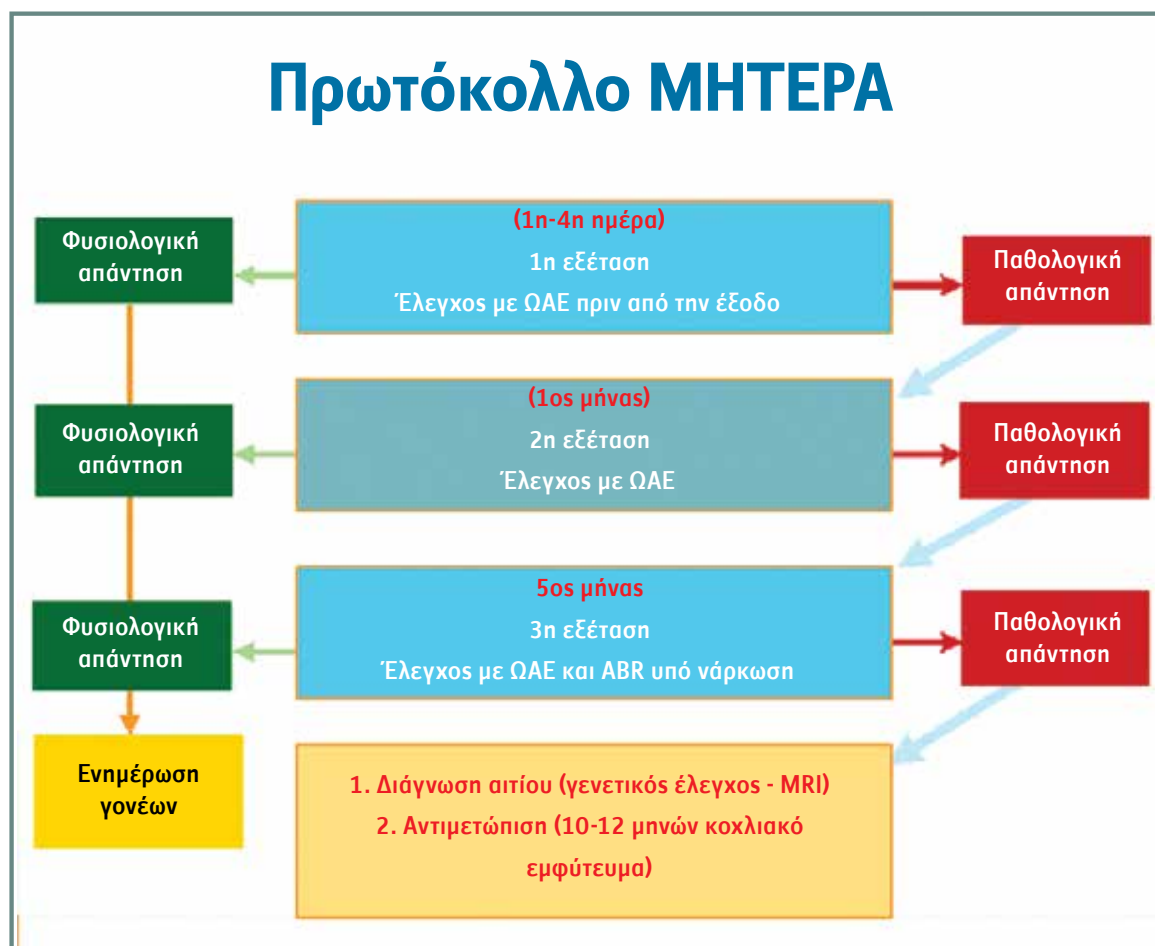 Πρωτόκολλο ΜΗΤΕΡΑ
Φυσιολογική
απάντηση
(1η-4η ημέρα)
1η εξέταση
Έλεγχος με ΩΑΕ πριν από την έξοδο
Παθολογική
απάντηση
Φυσιολογική
απάντηση
(1ος μήνας)
2η εξέταση
Έλεγχος με ΩΑΕ
Παθολογική
απάντηση
Φυσιολογική
απάντηση
5ος μήνας
3η εξέταση
Έλεγχος με ΩΑΕ και ABR υπό νάρκωση
Παθολογική
απάντηση
Ενημέρωση
γονέων
1. Διάγνωση αιτίου (γενετικός έλεγχος - MRI)
2. Αντιμετώπιση (10-12 μηνών κοχλιακό
εμφύτευμα)